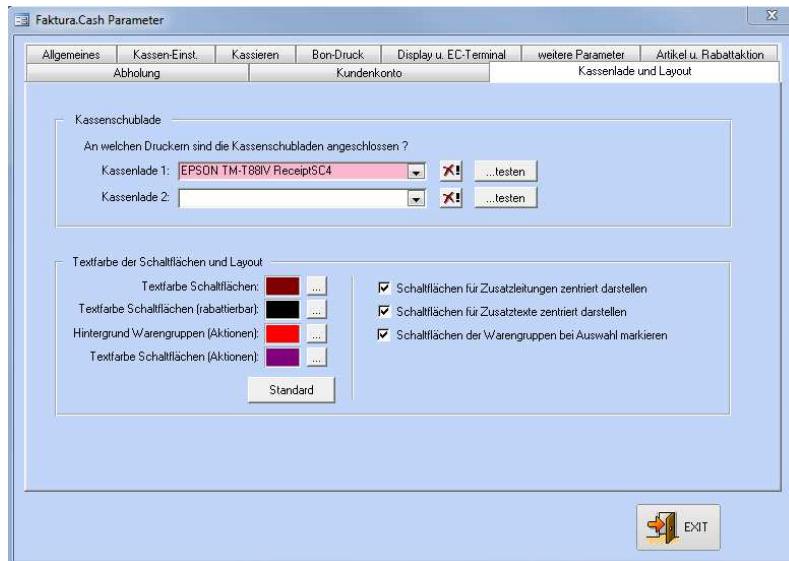 Faktura.Cash Parameter
Allgemeines Kassen-Einst. Kassieren Bon-Druck Display u. EC-Terminal weitere Parameter Artikel u. Rabattaktion
Abholung Kundenkonto Kassenlade und Layout
Kassenschublade
An welchen Druckern sind die Kassenschubladen angeschlossen ?
Kassenlade 1: EPSON TM-T88IV ReceiptSC4 ...testen
Kassenlade 2: ...testen
Textfarbe der Schaltflächen und Layout
Textfarbe Schaltflächen: ... Schaltflächen für Zusatzleitungen zentriert darstellen
Textfarbe Schaltflächen (rabattierbar): ... Schaltflächen für Zusatztexte zentriert darstellen
Hintergrund Warengruppen (Aktionen): ... Schaltflächen der Warengruppen bei Auswahl markieren
Textfarbe Schaltflächen (Aktionen): ...
Standard
EXIT